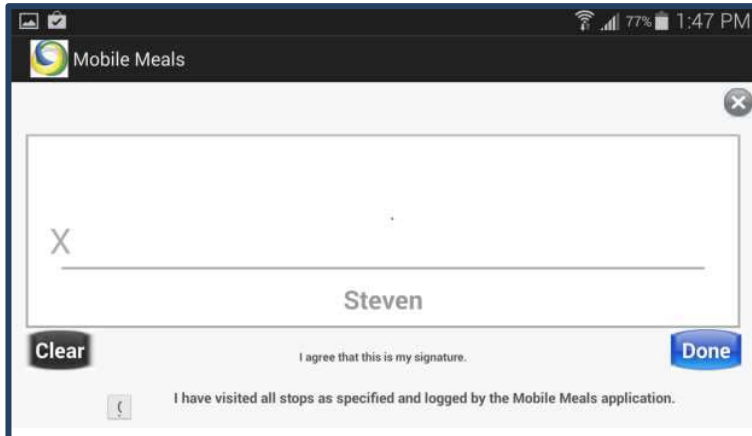 77% 1:47 PM
Mobile Meals
X
Steven
Clear
I agree that this is my signature.
Done
I have visited all stops as specified and logged by the Mobile Meals application.